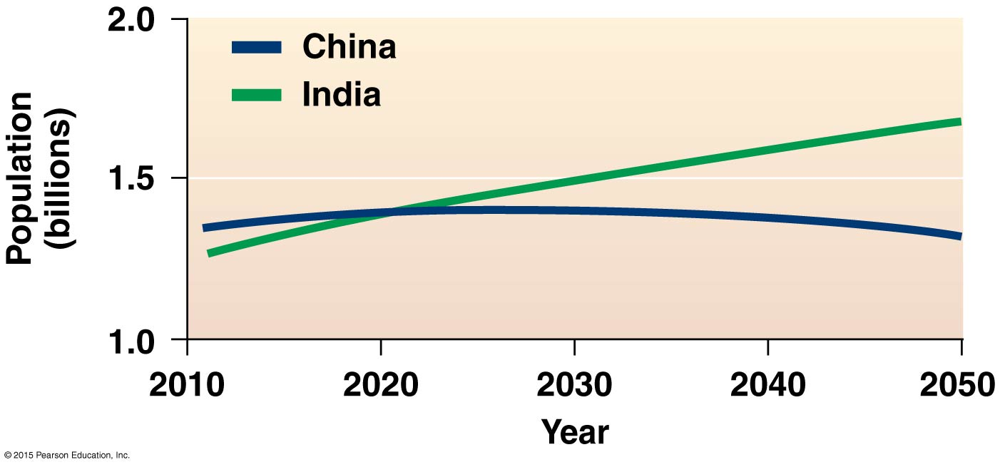 2.0
China
India
Population
(billions)
1.5
1.0
2010 2020 2030 2040 2050
Year
© 2015 Pearson Education, Inc.